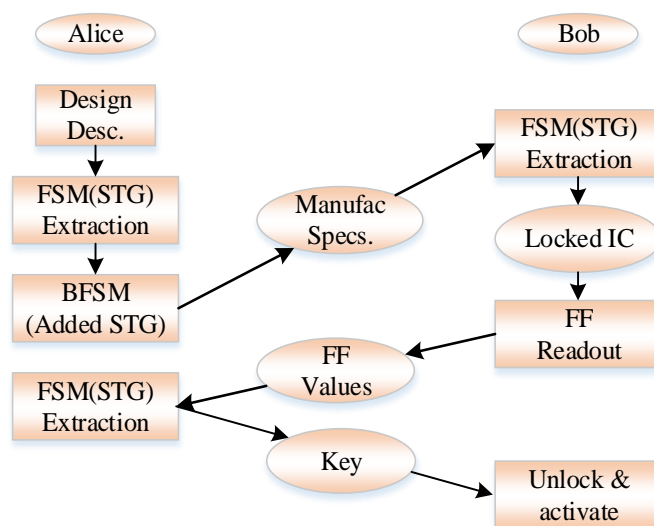 Alice
Bob
Design
Desc.
FSM(STG)
Extraction
BFSM
(Added STG)
FSM(STG)
Extraction
Manufac
Specs.
FF
Values
Key
FSM(STG)
Extraction
Locked IC
FF
Readout
Unlock &
activate